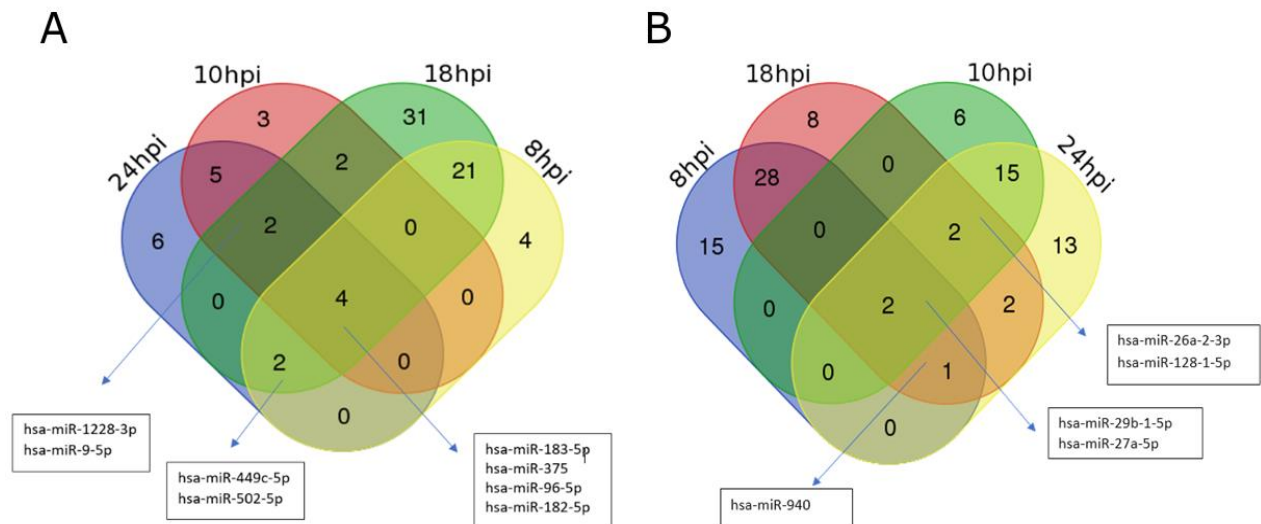 A
10hpi
18hpi
24hpi
8hpi
3
31
5
2
21
6
2
0
4
0
4
0
2
0
0
hsa-miR-1228-3p
hsa-miR-9-5p
hsa-miR-449c-5p
hsa-miR-502-5p
hsa-miR-183-5p
hsa-miR-375
hsa-miR-96-5p
hsa-miR-182-5p
B
18hpi
10hpi
8hpi
24hpi
8
6
28
0
15
15
0
2
13
0
2
2
0
1
0
hsa-miR-26a-2-3p
hsa-miR-128-1-5p
hsa-miR-29b-1-5p
hsa-miR-27a-5p
hsa-miR-940